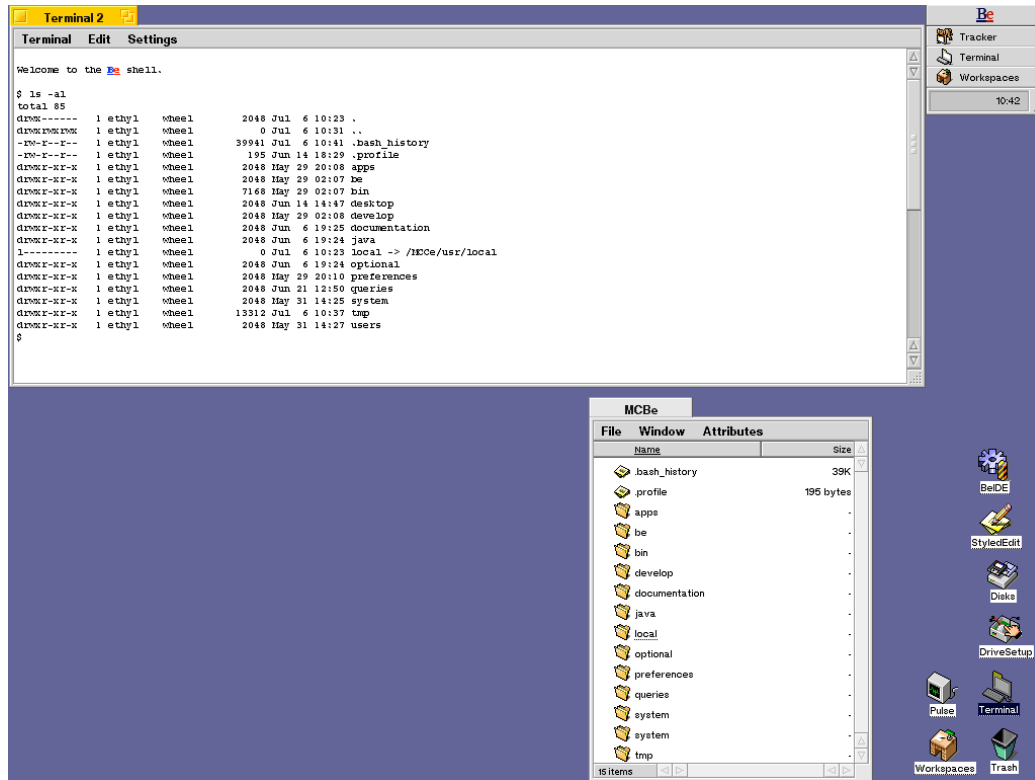 Terminal 2
Terminal Edit Settings
Welcome to the Be shell.
$ ls -al
total 85
drwx------ 1 ethyl wheel 2048 Jul 6 10:23 .
drwxrwxrwx 1 ethyl wheel 0 Jul 6 10:31 ..
-rw-r--r-- 1 ethyl wheel 39941 Jul 6 10:41 .bash_history
-rw-r--r-- 1 ethyl wheel 195 Jun 14 18:29 .profile
drwxr-xr-x 1 ethyl wheel 2048 May 29 20:08 apps
drwxr-xr-x 1 ethyl wheel 2048 May 29 02:07 be
drwxr-xr-x 1 ethyl wheel 7168 May 29 02:07 bin
drwxr-xr-x 1 ethyl wheel 2048 Jun 14 14:47 desktop
drwxr-xr-x 1 ethyl wheel 2048 May 29 02:08 develop
drwxr-xr-x 1 ethyl wheel 2048 Jun 6 19:25 documentation
drwxr-xr-x 1 ethyl wheel 2048 Jun 6 19:24 java
l--------- 1 ethyl wheel 0 Jul 6 10:23 local -> /MCCe/usr/local
drwxr-xr-x 1 ethyl wheel 2048 Jun 6 19:24 optional
drwxr-xr-x 1 ethyl wheel 2048 May 29 20:10 preferences
drwxr-xr-x 1 ethyl wheel 2048 Jun 21 12:50 queries
drwxr-xr-x 1 ethyl wheel 2048 May 31 14:25 system
drwxr-xr-x 1 ethyl wheel 13312 Jul 6 10:37 tmp
drwxr-xr-x 1 ethyl wheel 2048 May 31 14:27 users
$
Be
Tracker
Terminal
Workspaces
10:42
MCBe
File Window Attributes
Name Size
.bash_history 39K
.profile 195 bytes
apps -
be -
bin -
develop -
documentation -
java -
local -
optional -
preferences -
queries -
system -
system -
tmp -
15 items
BeIDE
StyledEdit
Disks
DriveSetup
Pulse Terminal
Workspaces Trash